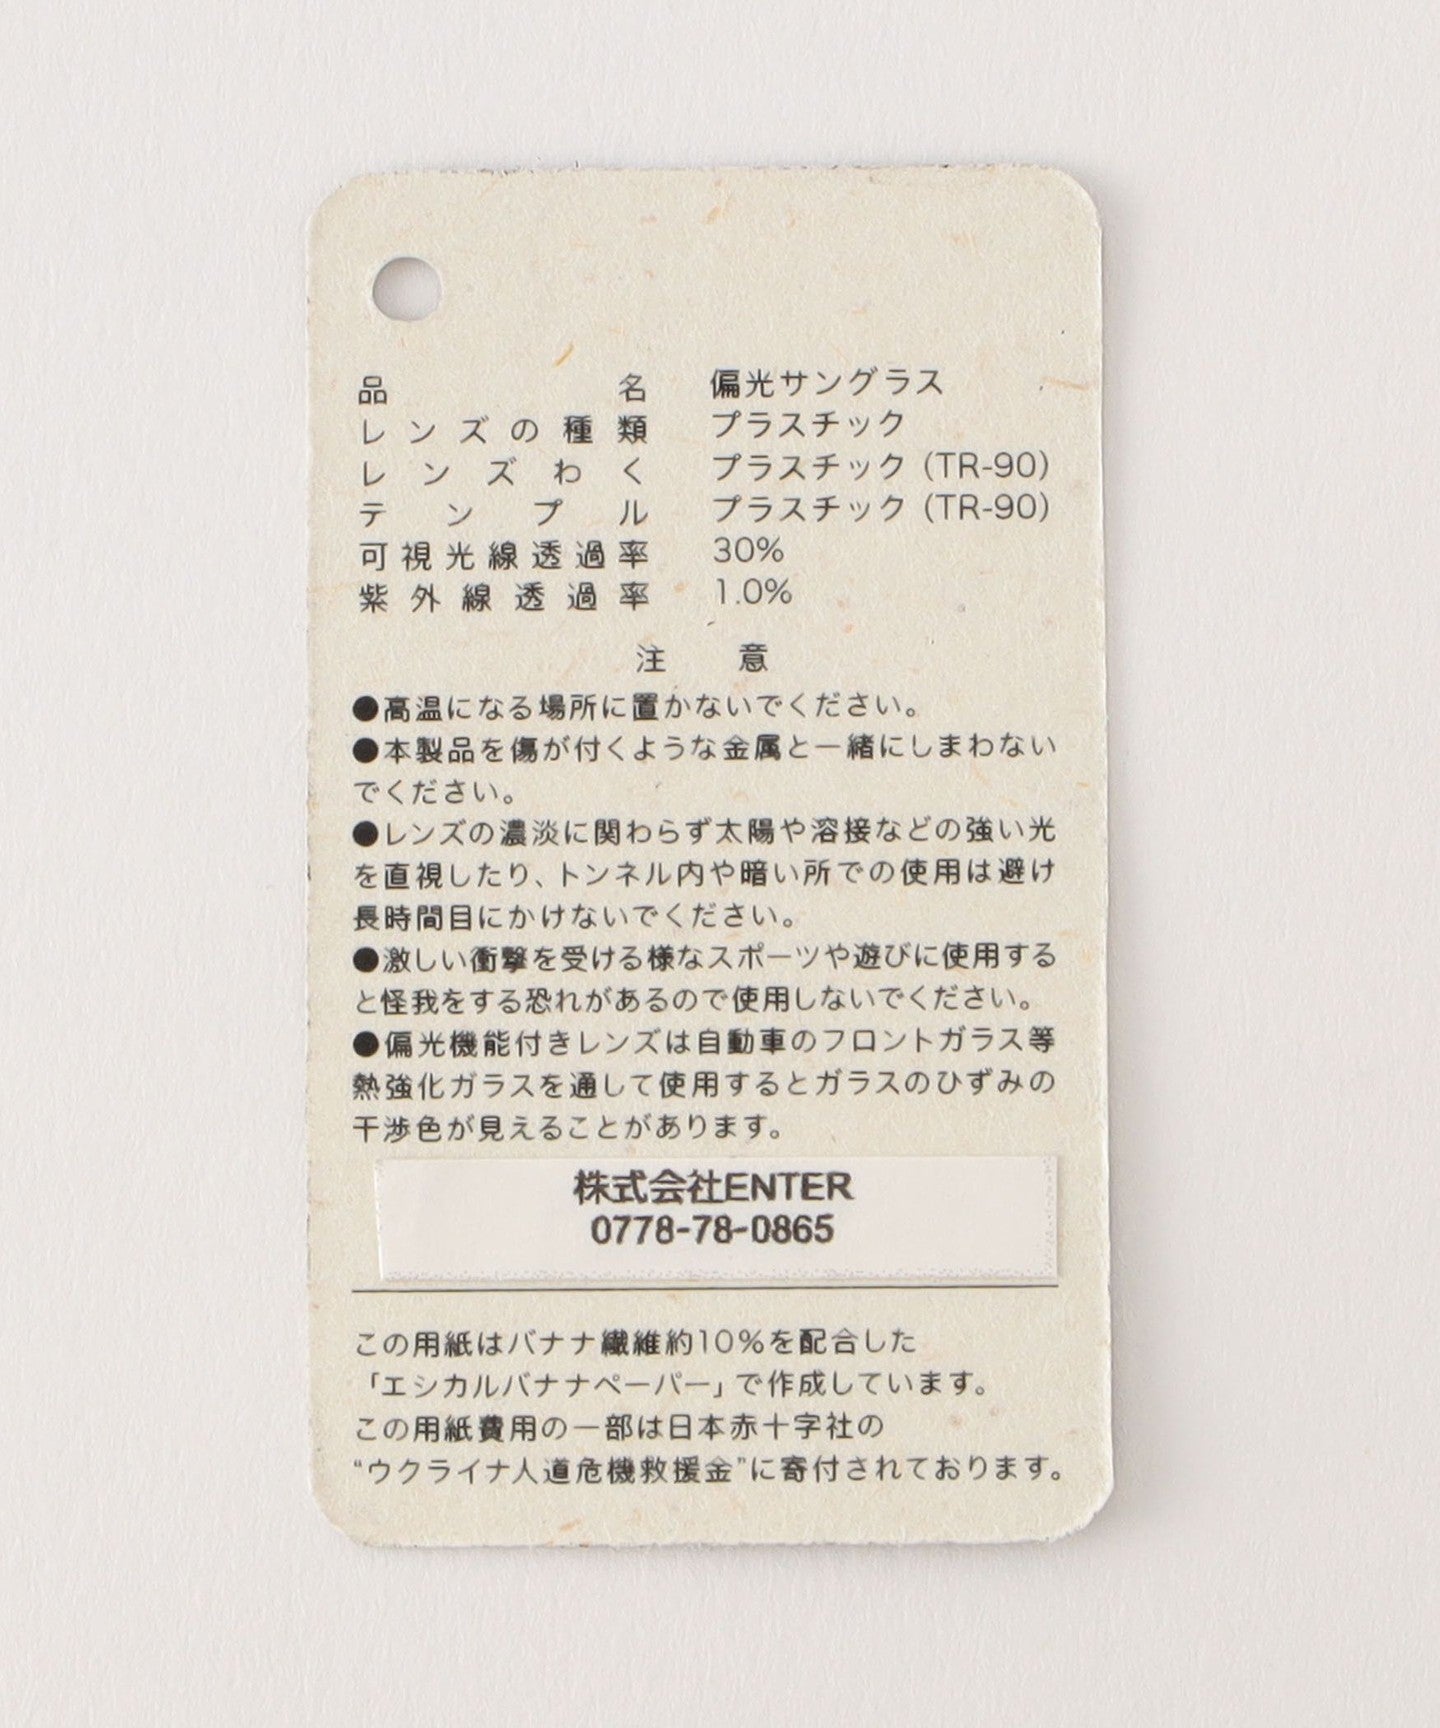 品名 偏光サングラス
レンズの種類 プラスチック
レンズわく プラスチック (TR-90)
テンプル プラスチック (TR-90)
可視光線透過率 30%
紫外線透過率 1.0%
注意
●高温になる場所に置かないでください。
●本製品を傷が付くような金属と一緒にしまわない
でください。
●レンズの濃淡に関わらず太陽や溶接などの強い光
を直視したり、トンネル内や暗い所での使用は避け
長時間目にかけないでください。
●激しい衝撃を受ける様なスポーツや遊びに使用する
と怪我をする恐れがあるので使用しないでください。
●偏光機能付きレンズは自動車のフロントガラス等
熱強化ガラスを通して使用するとガラスのひずみの
干渉色が見えることがあります。
株式会社ENTER
0778-78-0865
この用紙はバナナ繊維約10%を配合した
「エシカルバナナペーパー」で作成しています。
この用紙費用の一部は日本赤十字社の
“ウクライナ人道危機救援金”に寄付されております。